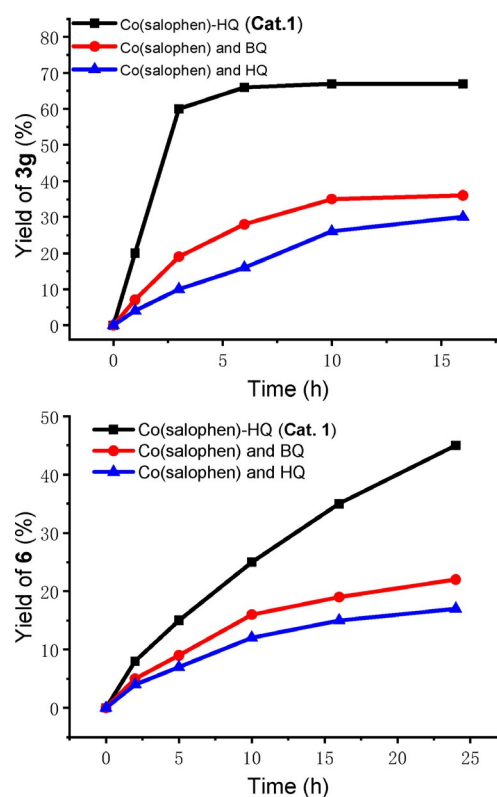 80
70
60
50
40
30
20
10
0
Yield of 3g (%)
Co(salophen)-HQ (Cat.1)
Co(salophen) and BQ
Co(salophen) and HQ
0 5 10 15
Time (h)
50
40
30
20
10
0
Yield of 6 (%)
Co(salophen)-HQ (Cat. 1)
Co(salophen) and BQ
Co(salophen) and HQ
0 5 10 15 20 25
Time (h)